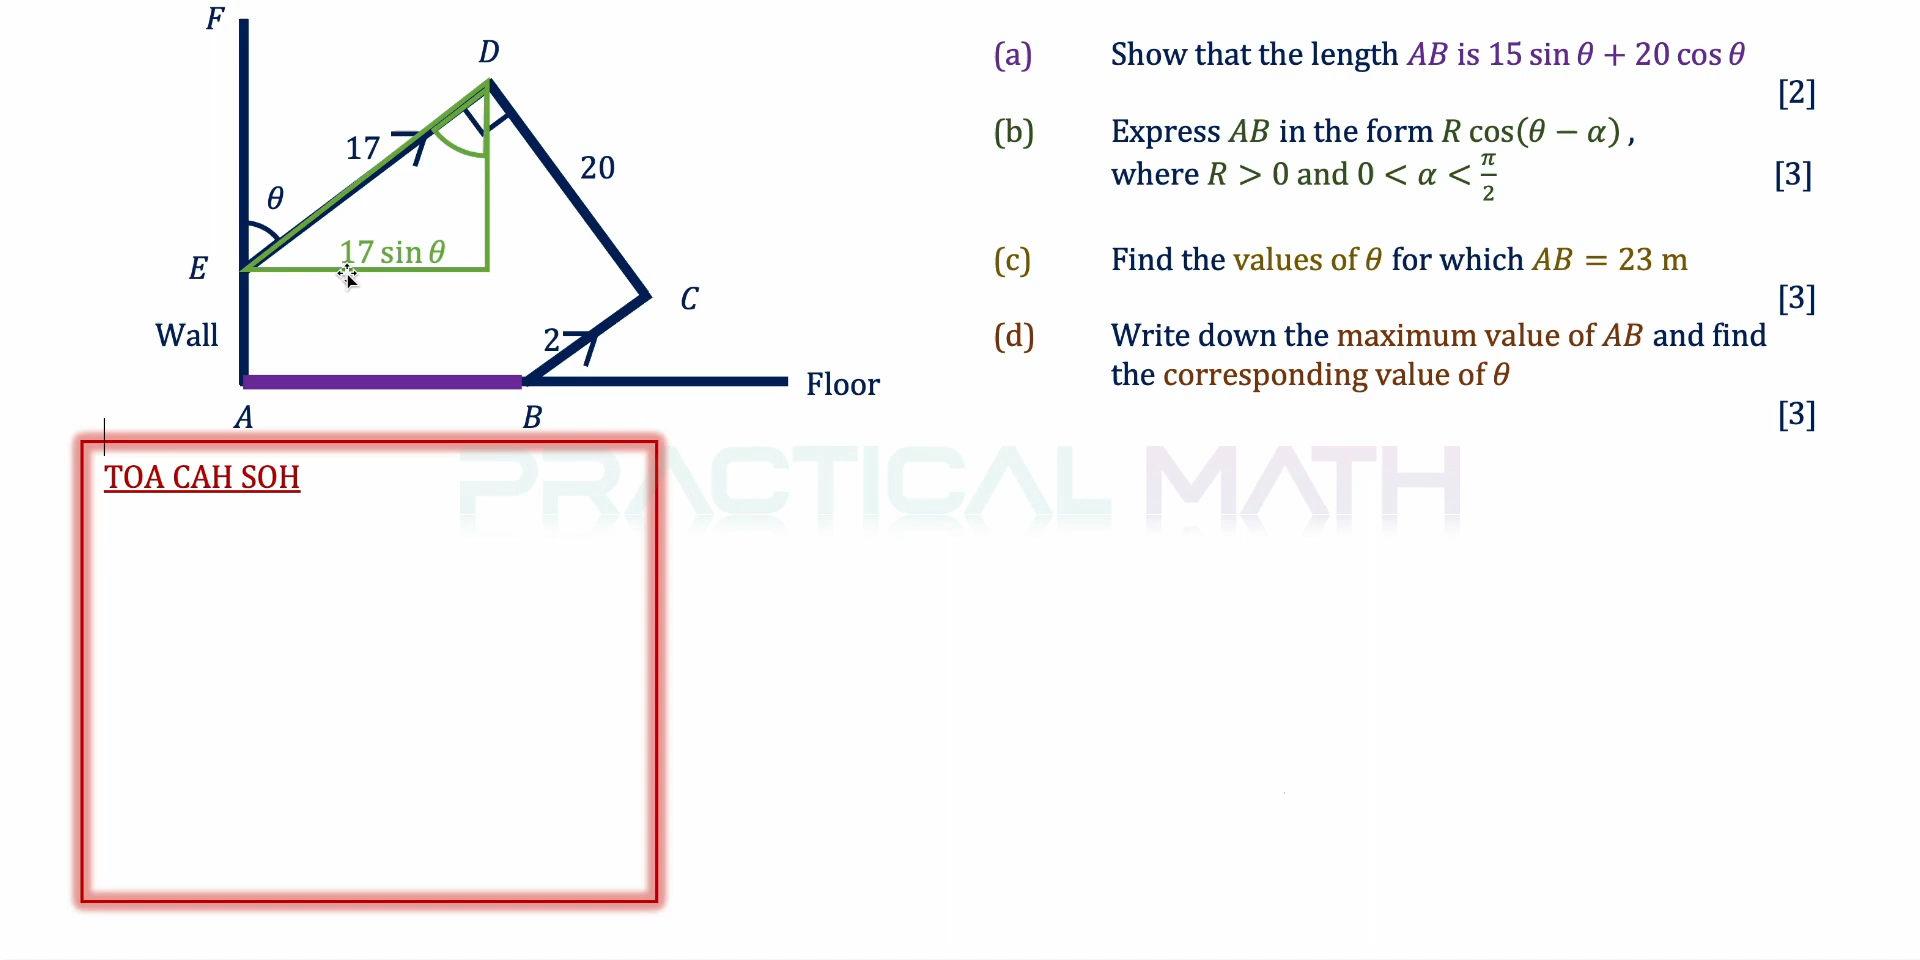 F
D
17
20
θ
17 sin θ
E
C
Wall
2
Floor
A
B
TOA CAH SOH
(a) Show that the length AB is 15 sin θ + 20 cos θ
[2]
(b) Express AB in the form R cos(θ − α) ,
where R > 0 and 0 < α < π/2 [3]
(c) Find the values of θ for which AB = 23 m
[3]
(d) Write down the maximum value of AB and find
the corresponding value of θ
[3]
PRACTICAL MATH